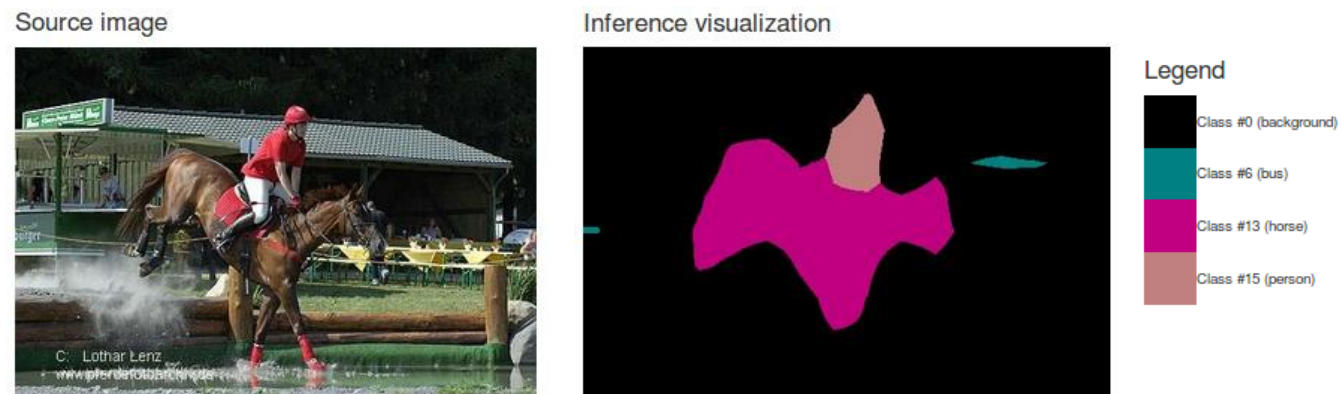 Source image
Inference visualization
Legend
Class #0 (background)
Class #6 (bus)
Class #13 (horse)
Class #15 (person)
C: Lothar Lenz